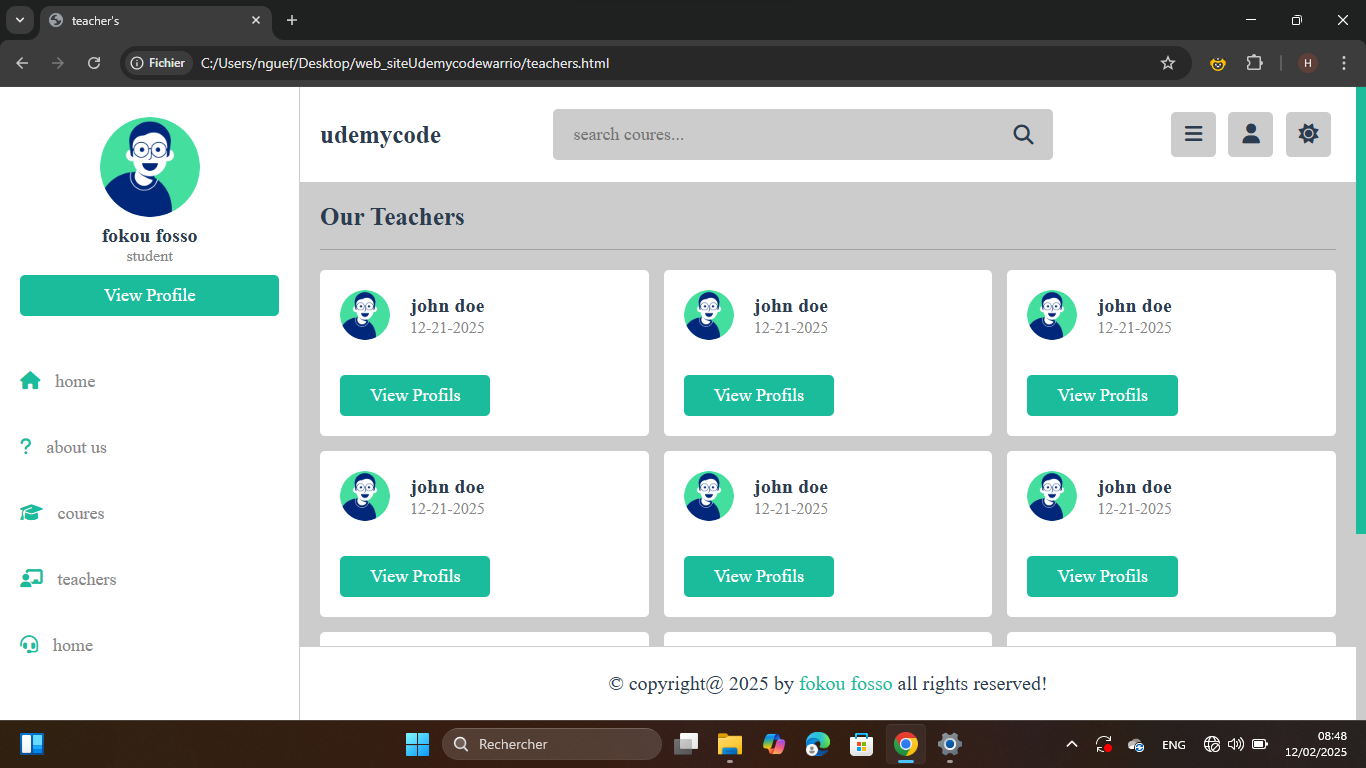 teacher's
Fichier C:/Users/nguef/Desktop/web_siteUdemycodewarrio/teachers.html
H
fokou fosso
student
View Profile
home
about us
coures
teachers
home
udemycode
search coures...
Our Teachers
john doe
12-21-2025
View Profils
john doe
12-21-2025
View Profils
john doe
12-21-2025
View Profils
john doe
12-21-2025
View Profils
john doe
12-21-2025
View Profils
john doe
12-21-2025
View Profils
© copyright@ 2025 by fokou fosso all rights reserved!
Rechercher
ENG
08:48
12/02/2025